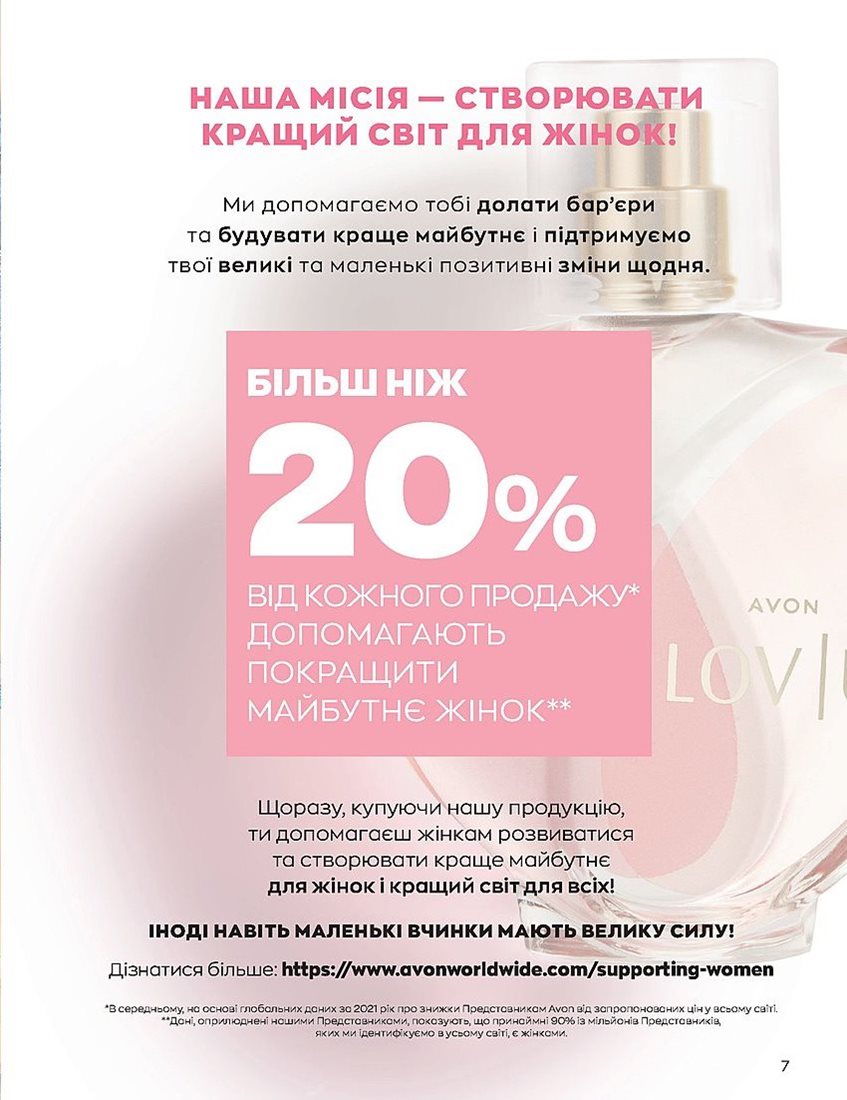 НАША МІСІЯ — СТВОРЮВАТИ
КРАЩИЙ СВІТ ДЛЯ ЖІНОК!
Ми допомагаємо тобі долати бар’єри
та будувати краще майбутнє і підтримуємо
твої великі та маленькі позитивні зміни щодня.
БІЛЬШ НІЖ
20%
ВІД КОЖНОГО ПРОДАЖУ*
ДОПОМАГАЮТЬ
ПОКРАЩИТИ
МАЙБУТНЄ ЖІНОК**
AVON
LOV|U
Щоразу, купуючи нашу продукцію,
ти допомагаєш жінкам розвиватися
та створювати краще майбутнє
для жінок і кращий світ для всіх!
ІНОДІ НАВІТЬ МАЛЕНЬКІ ВЧИНКИ МАЮТЬ ВЕЛИКУ СИЛУ!
Дізнатися більше: https://www.avonworldwide.com/supporting-women
*В середньому, на основі глобальних даних за 2021 рік про знижки Представникам Avon від запропонованих цін у всьому світі.
**Дані, оприлюднені нашими Представниками, показують, що принаймні 90% із мільйонів Представників,
яких ми ідентифікуємо в усьому світі, є жінками.
7